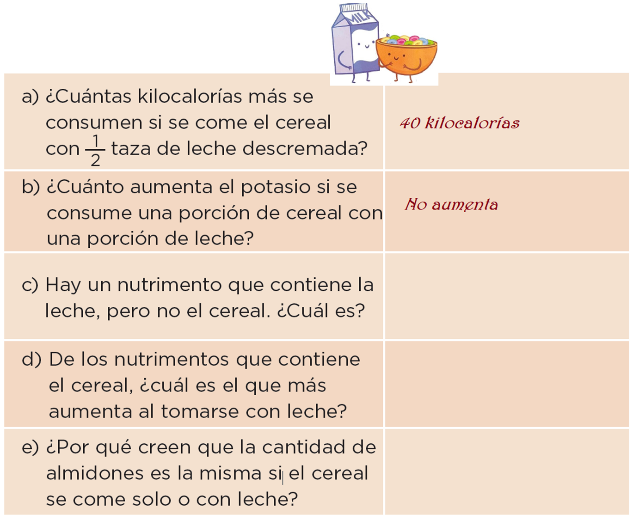 MILK
a) ¿Cuántas kilocalorías más se
consumen si se come el cereal
con 1/2 taza de leche descremada?
40 kilocalorías
b) ¿Cuánto aumenta el potasio si se
consume una porción de cereal con
una porción de leche?
No aumenta
c) Hay un nutrimento que contiene la
leche, pero no el cereal. ¿Cuál es?
d) De los nutrimentos que contiene
el cereal, ¿cuál es el que más
aumenta al tomarse con leche?
e) ¿Por qué creen que la cantidad de
almidones es la misma si el cereal
se come solo o con leche?